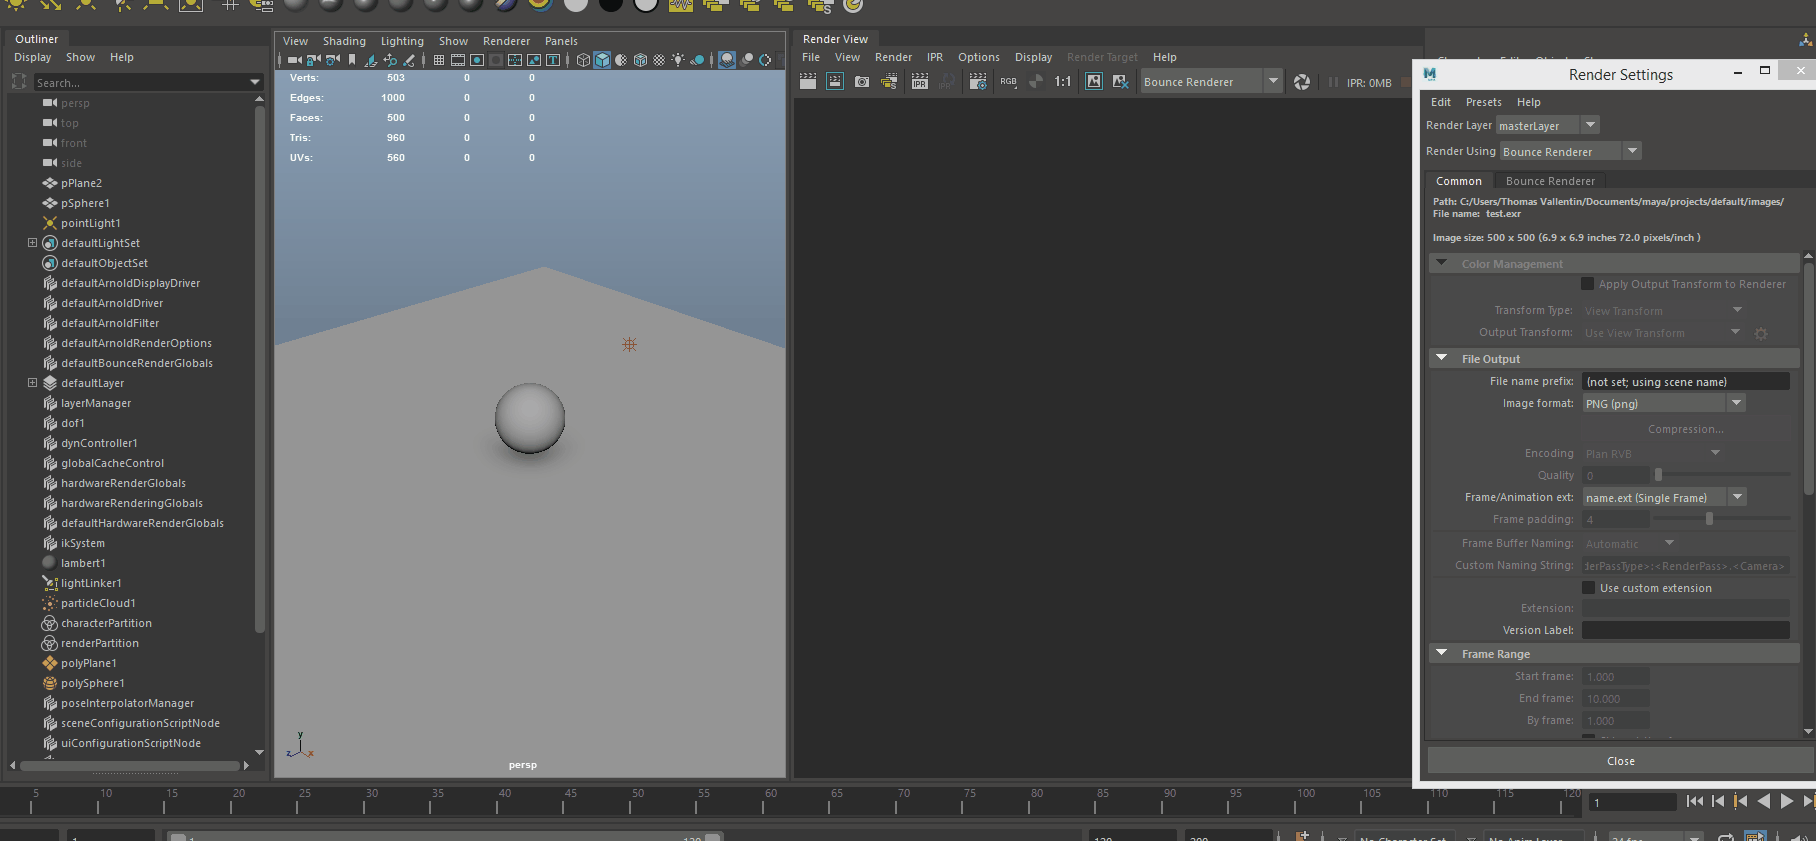 Outliner
Display Show Help
Search...
persp
top
front
side
pPlane2
pSphere1
pointLight1
defaultLightSet
defaultObjectSet
defaultArnoldDisplayDriver
defaultArnoldDriver
defaultArnoldFilter
defaultArnoldRenderOptions
defaultBounceRenderGlobals
defaultLayer
layerManager
dof1
dynController1
globalCacheControl
hardwareRenderGlobals
hardwareRenderingGlobals
defaultHardwareRenderGlobals
ikSystem
lambert1
lightLinker1
particleCloud1
characterPartition
renderPartition
polyPlane1
polySphere1
poseInterpolatorManager
sceneConfigurationScriptNode
uiConfigurationScriptNode
View Shading Lighting Show Renderer Panels
Verts: 503 0 0
Edges: 1000 0 0
Faces: 500 0 0
Tris: 960 0 0
UVs: 560 0 0
y
z x
persp
Render View
File View Render IPR Options Display Render Target Help
IPR RGB 1:1 Bounce Renderer IPR: 0MB
Render Settings
Edit Presets Help
Render Layer masterLayer
Render Using Bounce Renderer
Common Bounce Renderer
Path: C:/Users/Thomas Vallentin/Documents/maya/projects/default/images/
File name: test.exr
Image size: 500 x 500 (6.9 x 6.9 inches 72.0 pixels/inch )
Color Management
Apply Output Transform to Renderer
Transform Type: View Transform
Output Transform: Use View Transform
File Output
File name prefix: (not set; using scene name)
Image format: PNG (png)
Compression...
Encoding Plan RVB
Quality 0
Frame/Animation ext: name.ext (Single Frame)
Frame padding: 4
Frame Buffer Naming: Automatic
Custom Naming String: derPassType>:<RenderPass>.<Camera>
Use custom extension
Extension:
Version Label:
Frame Range
Start frame: 1.000
End frame: 10.000
By frame: 1.000
Close
5 10 15 20 25 30 35 40 45 50 55 60 65 70 75 80 85 90 95 100 105 110 115 120
1
1 1 120 120 200 No Character Set No Anim Layer 24 fps